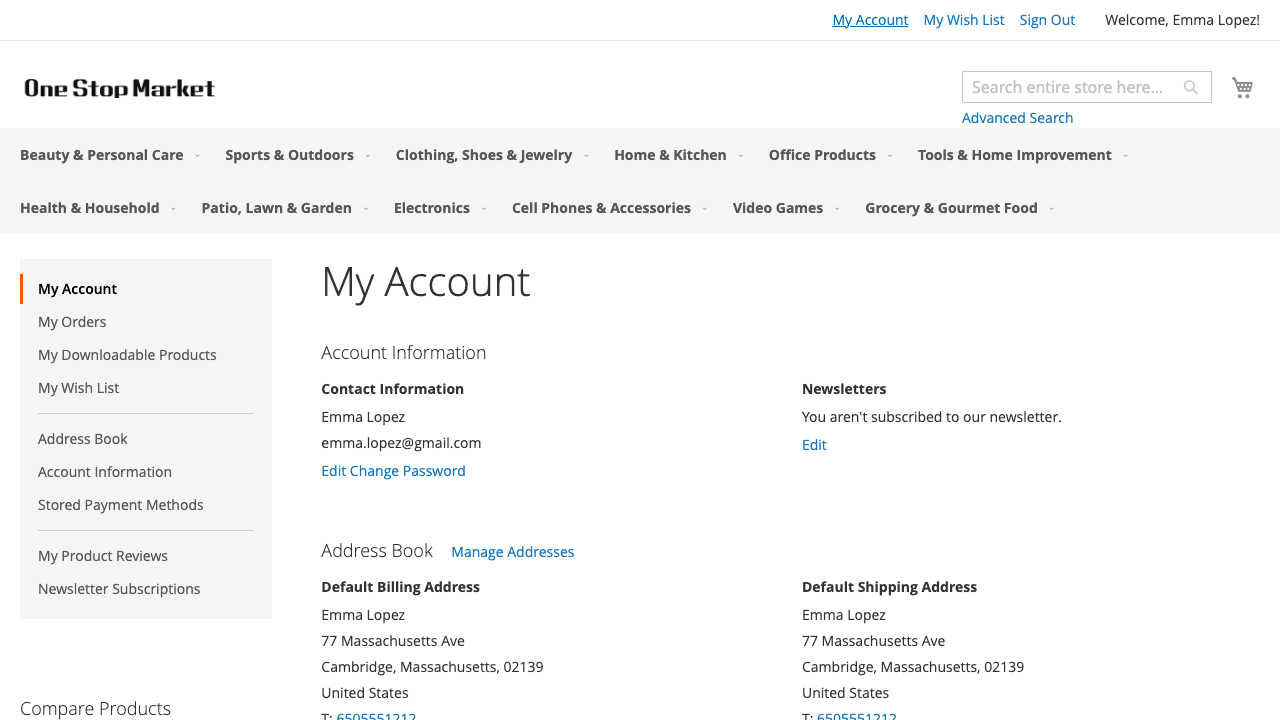 My Account My Wish List Sign Out Welcome, Emma Lopez!
One Stop Market
Search entire store here...
Advanced Search
Beauty & Personal Care Sports & Outdoors Clothing, Shoes & Jewelry Home & Kitchen Office Products Tools & Home Improvement
Health & Household Patio, Lawn & Garden Electronics Cell Phones & Accessories Video Games Grocery & Gourmet Food
My Account
My Orders
My Downloadable Products
My Wish List
Address Book
Account Information
Stored Payment Methods
My Product Reviews
Newsletter Subscriptions
Compare Products
My Account
Account Information
Contact Information
Emma Lopez
emma.lopez@gmail.com
Edit Change Password
Newsletters
You aren't subscribed to our newsletter.
Edit
Address Book Manage Addresses
Default Billing Address
Emma Lopez
77 Massachusetts Ave
Cambridge, Massachusetts, 02139
United States
T: 6505551212
Default Shipping Address
Emma Lopez
77 Massachusetts Ave
Cambridge, Massachusetts, 02139
United States
T: 6505551212